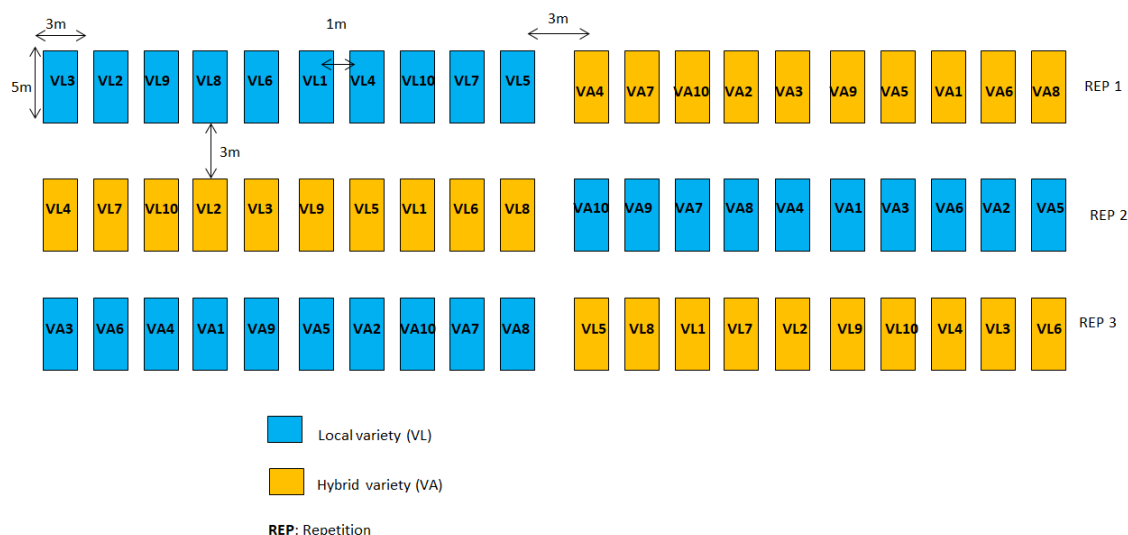 3m 1m 3m
5m VL3 VL2 VL9 VL8 VL6 VL1 VL4 VL10 VL7 VL5 VA4 VA7 VA10 VA2 VA3 VA9 VA5 VA1 VA6 VA8 REP 1
3m
VL4 VL7 VL10 VL2 VL3 VL9 VL5 VL1 VL6 VL8 VA10 VA9 VA7 VA8 VA4 VA1 VA3 VA6 VA2 VA5 REP 2
VA3 VA6 VA4 VA1 VA9 VA5 VA2 VA10 VA7 VA8 VL5 VL8 VL1 VL7 VL2 VL9 VL10 VL4 VL3 VL6 REP 3
Local variety (VL)
Hybrid variety (VA)
REP: Repetition